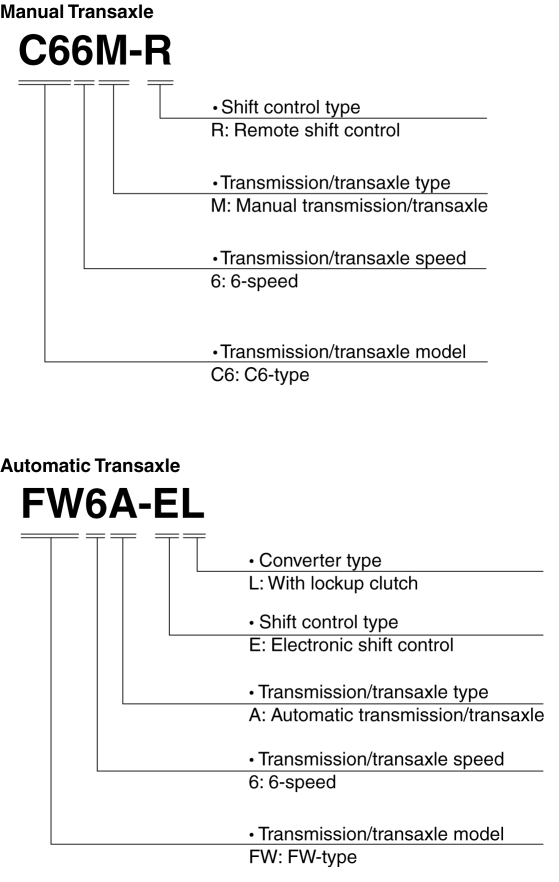 Manual Transaxle
C66M-R
• Shift control type
R: Remote shift control
• Transmission/transaxle type
M: Manual transmission/transaxle
• Transmission/transaxle speed
6: 6-speed
• Transmission/transaxle model
C6: C6-type
Automatic Transaxle
FW6A-EL
• Converter type
L: With lockup clutch
• Shift control type
E: Electronic shift control
• Transmission/transaxle type
A: Automatic transmission/transaxle
• Transmission/transaxle speed
6: 6-speed
• Transmission/transaxle model
FW: FW-type